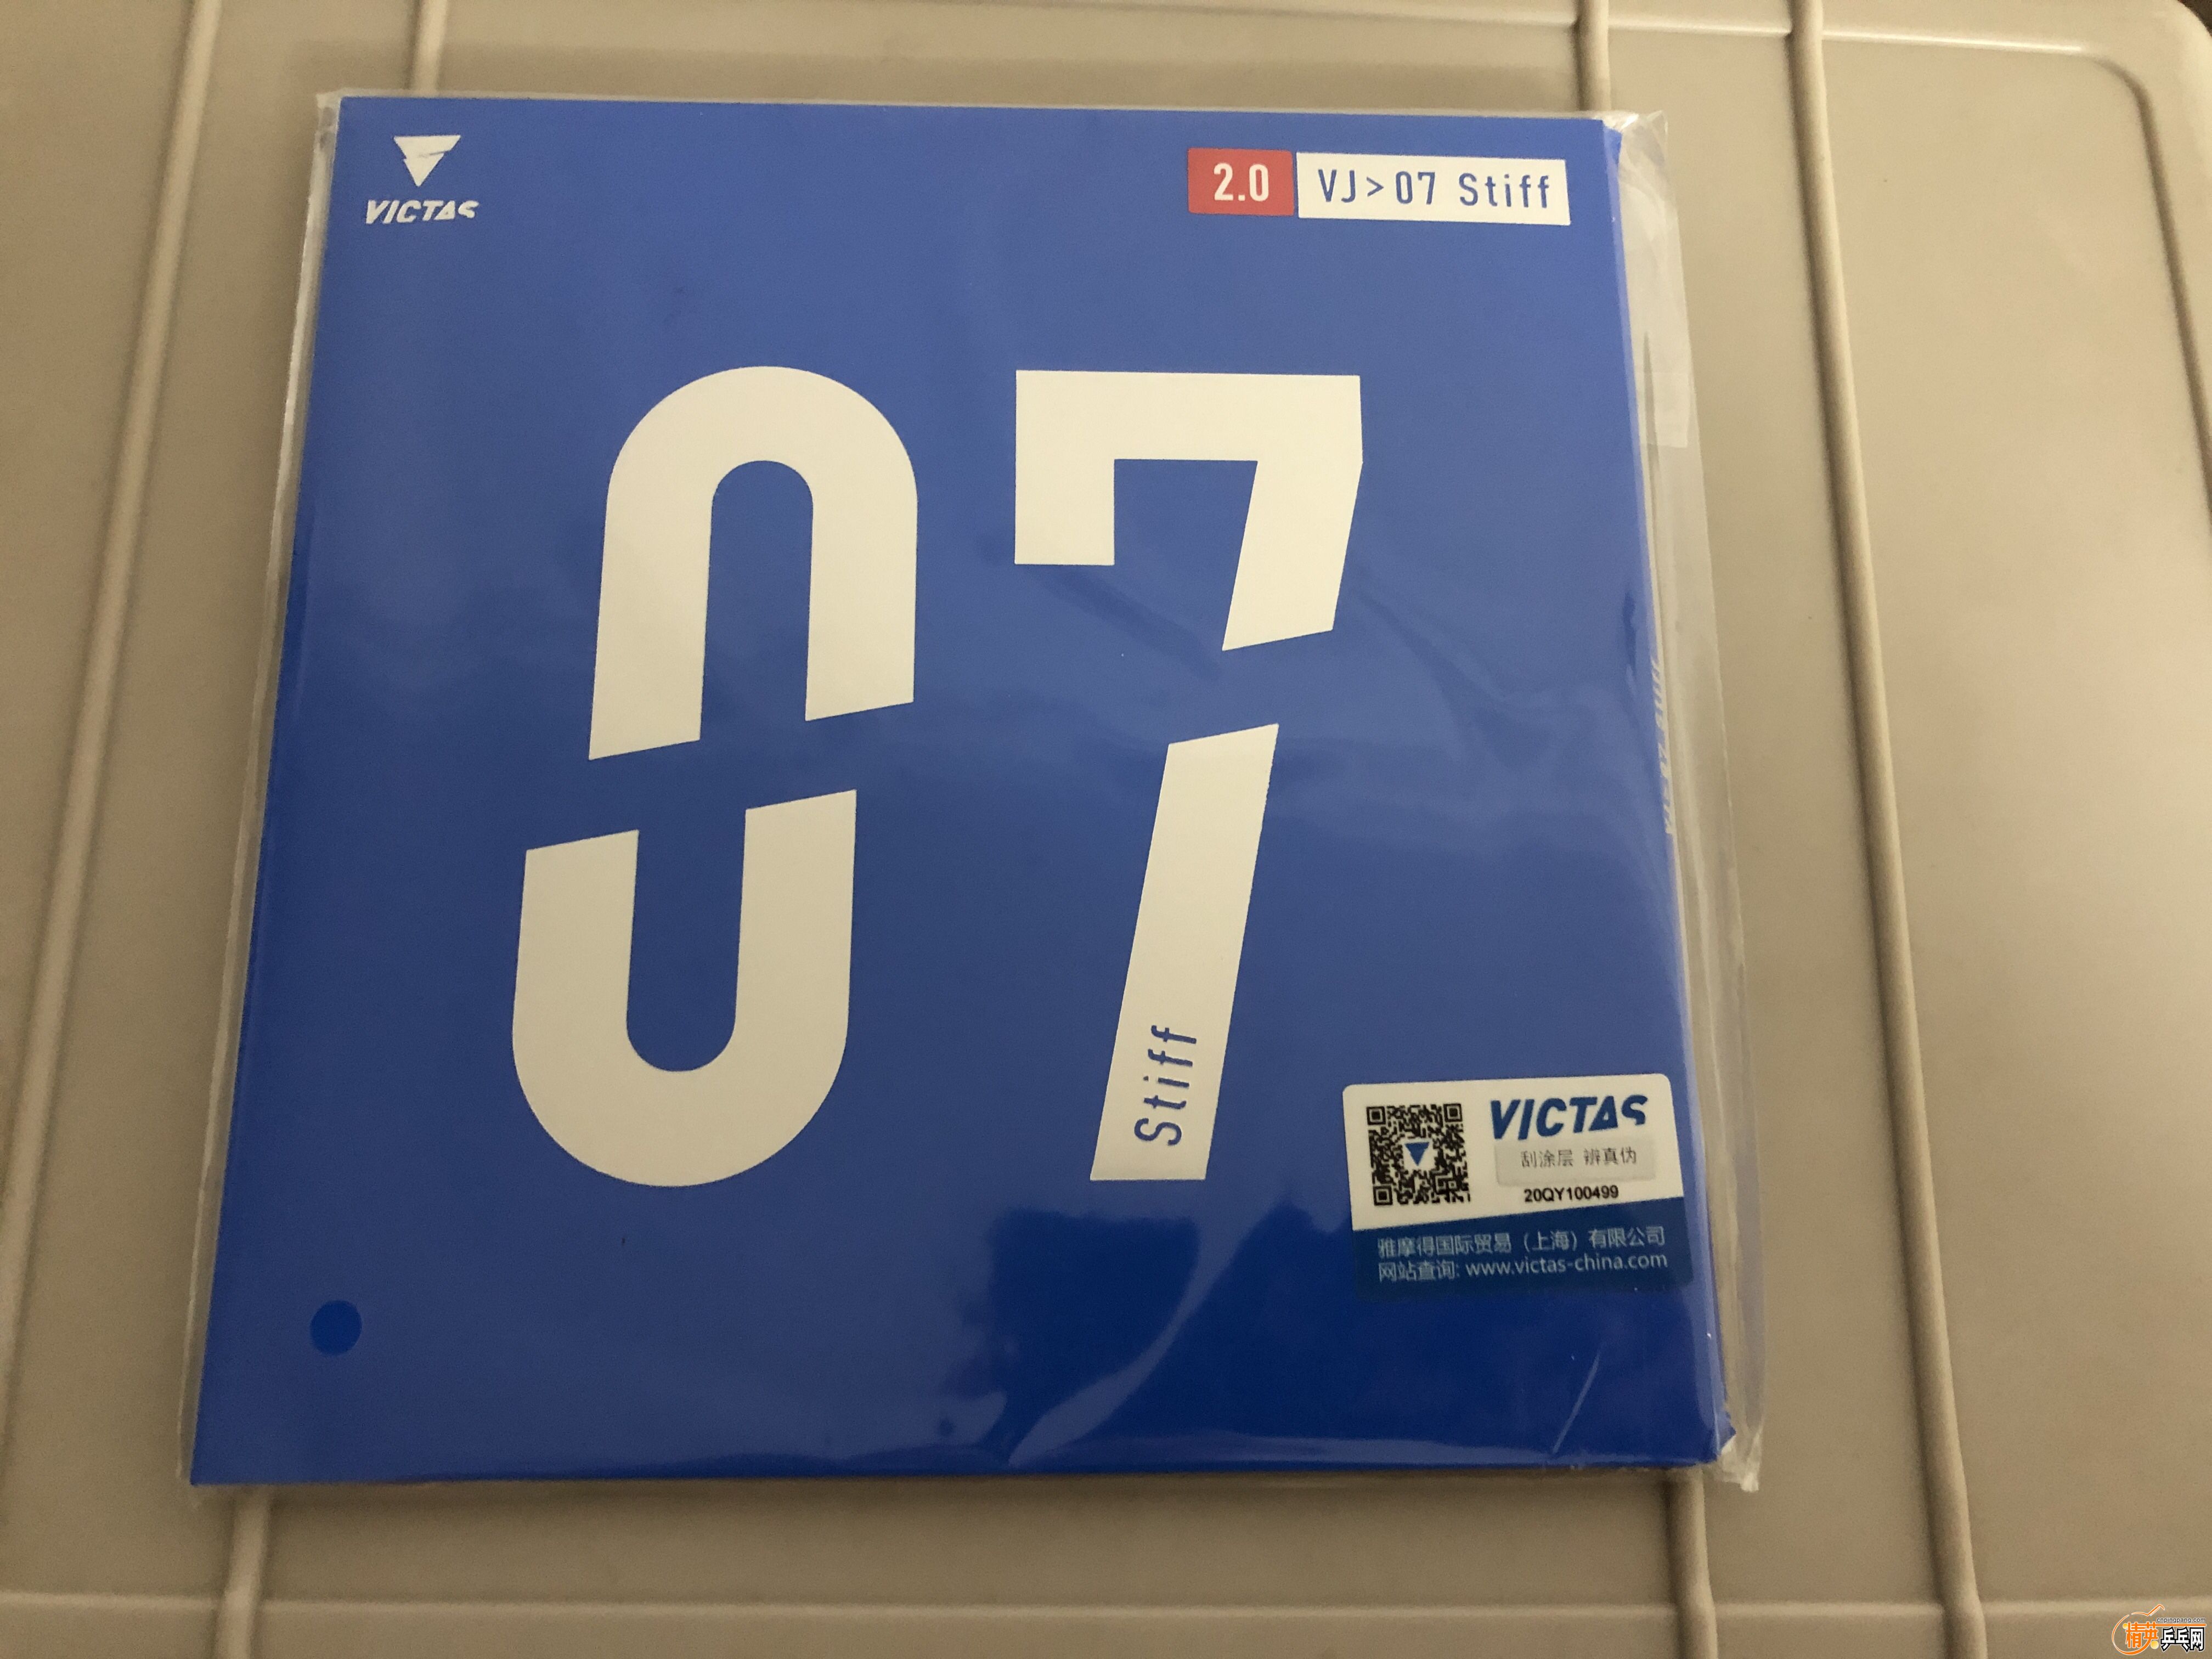 VICTAS
2.0 VJ>07 Stiff
07
Stiff
VICTAS
刮涂层 辨真伪
20QY100499
雅摩得国际贸易（上海）有限公司
网站查询: www.victas-china.com
精英乒乓网